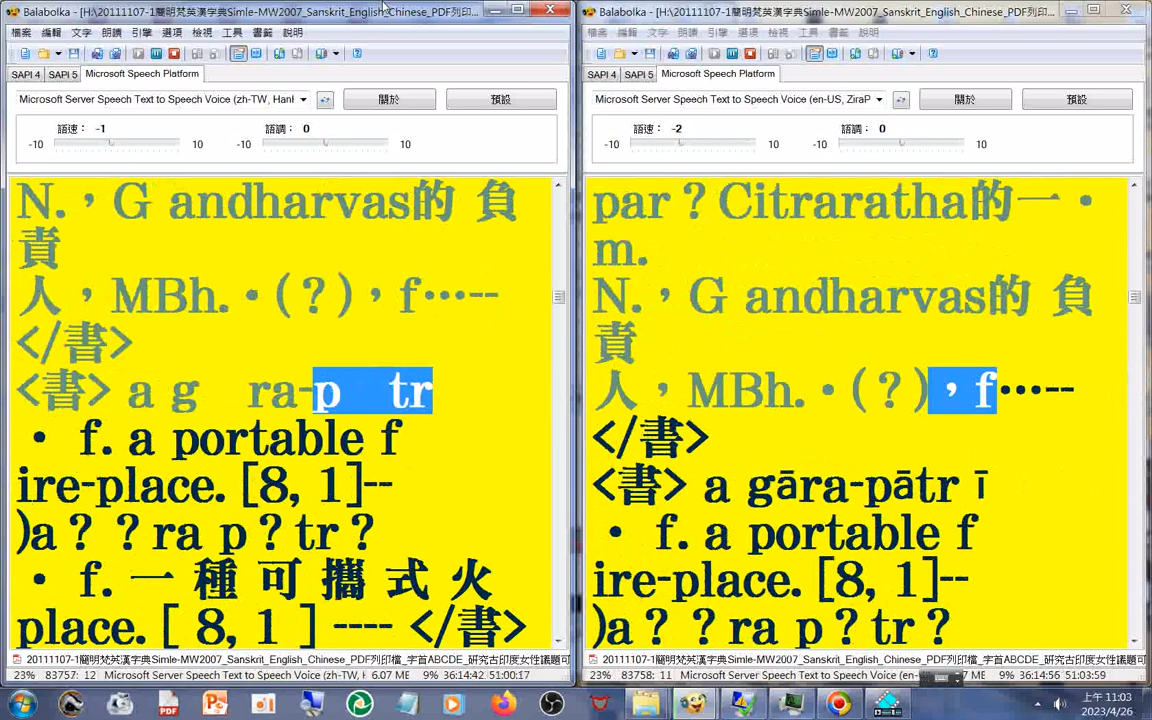 Balabolka - [H:\20111107-1簡明梵英漢字典Simle-MW2007_Sanskrit_English_Chinese_PDF列印...
檔案 編輯 文字 朗讀 引擎 選項 檢視 工具 書籤 說明
SAPI 4 SAPI 5 Microsoft Speech Platform
Microsoft Server Speech Text to Speech Voice (zh-TW, Hanl
關於 預設
語速： -1 語調： 0
-10 10 -10 10
N.，G andharvas的 負
責
人，MBh.・(？)，f…--
</書>
<書> a g ra-p tr
• f. a portable f
ire-place. [8, 1]--
)a？？ra p？tr？
• f. 一 種 可 攜 式 火
place. [ 8, 1 ] ---- </書>
20111107-1簡明梵英漢字典Simle-MW2007_Sanskrit_English_Chinese_PDF列印檔_字首ABCDE_研究古印度女性議題可
23% 83757: 12 Microsoft Server Speech Text to Speech Voice (zh-TW, H 6.07 ME 9% 36:14:42 51:00:17
Balabolka - [H:\20111107-1簡明梵英漢字典Simle-MW2007_Sanskrit_English_Chinese_PDF列印...
檔案 編輯 文字 朗讀 引擎 選項 檢視 工具 書籤 說明
SAPI 4 SAPI 5 Microsoft Speech Platform
Microsoft Server Speech Text to Speech Voice (en-US, ZiraP
關於 預設
語速： -2 語調： 0
-10 10 -10 10
par？Citraratha的一・
m.
N.，G andharvas的 負
責
人，MBh.・(？)，f…--
</書>
<書> a gāra-pātr ī
• f. a portable f
ire-place. [8, 1]--
)a？？ra p？tr？
20111107-1簡明梵英漢字典Simle-MW2007_Sanskrit_English_Chinese_PDF列印檔_字首ABCDE_研究古印度女性議題可
23% 83758: 11 Microsoft Server Speech Text to Speech Voice 9% 36:14:56 51:03:59
上午 11:03
2023/4/26